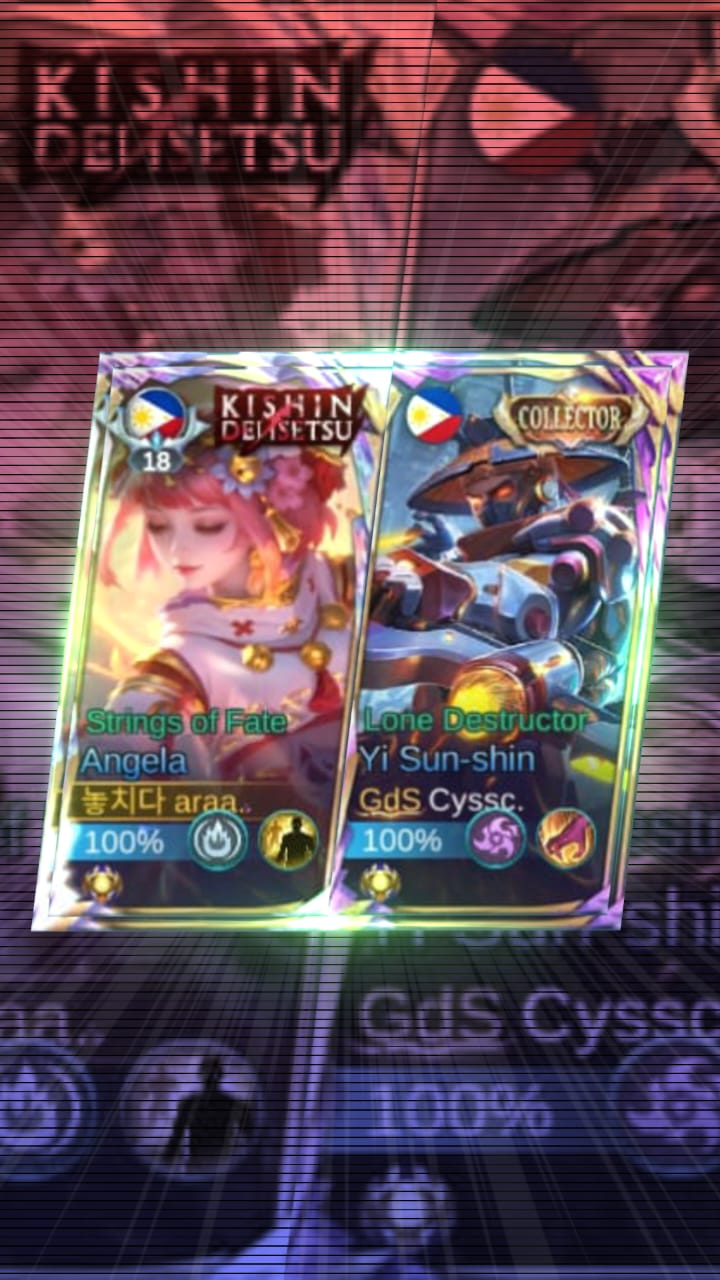 KISHIN
DENSETSU
KISHIN
DENSETSU
COLLECTOR
18
Strings of Fate
Lone Destructor
Angela
Yi Sun-shin
놓치다 araa..
GdS Cyssc.
100%
100%
GdS Cyssc
100%